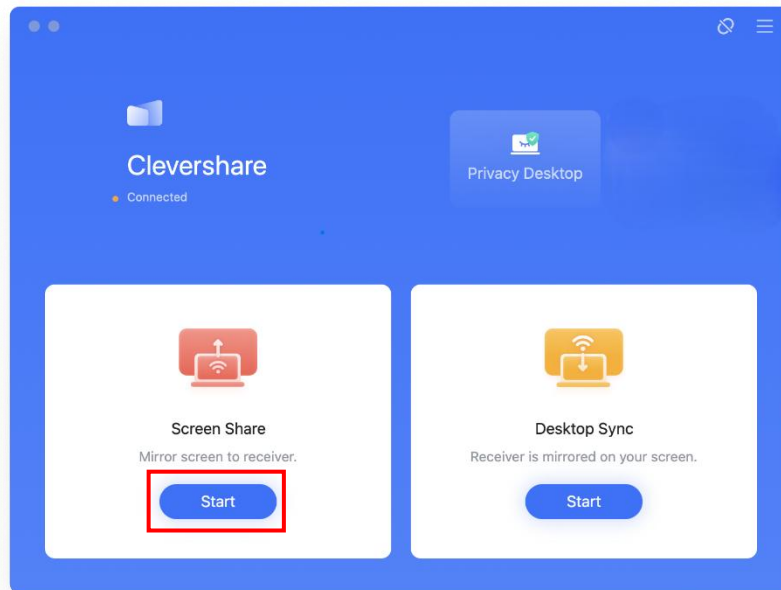 Clevershare
Connected
Privacy Desktop
Screen Share
Mirror screen to receiver.
Start
Desktop Sync
Receiver is mirrored on your screen.
Start